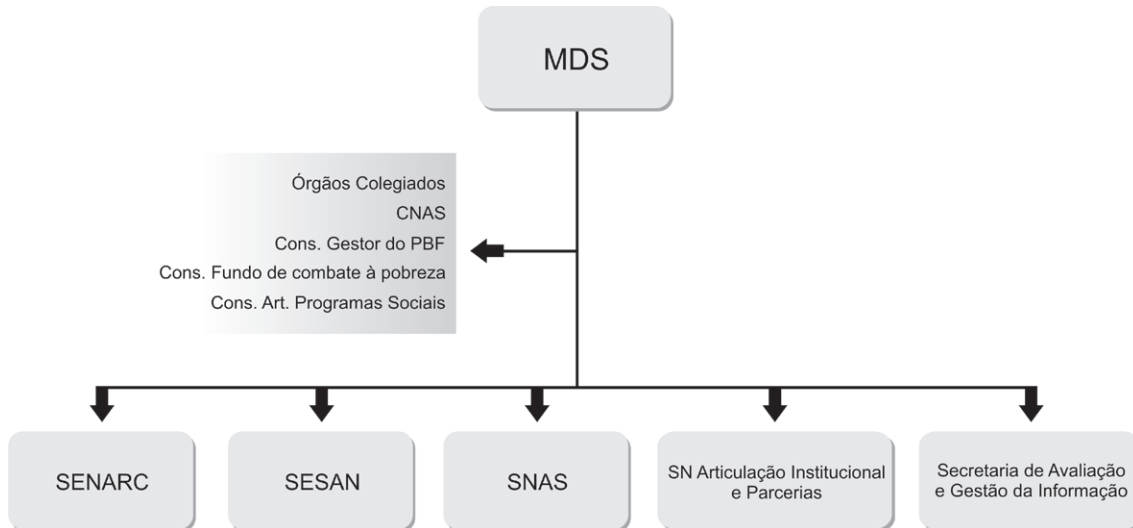 MDS
Órgãos Colegiados
CNAS
Cons. Gestor do PBF
Cons. Fundo de combate à pobreza
Cons. Art. Programas Sociais
SENARC
SESAN
SNAS
SN Articulação Institucional
e Parcerias
Secretaria de Avaliação
e Gestão da Informação